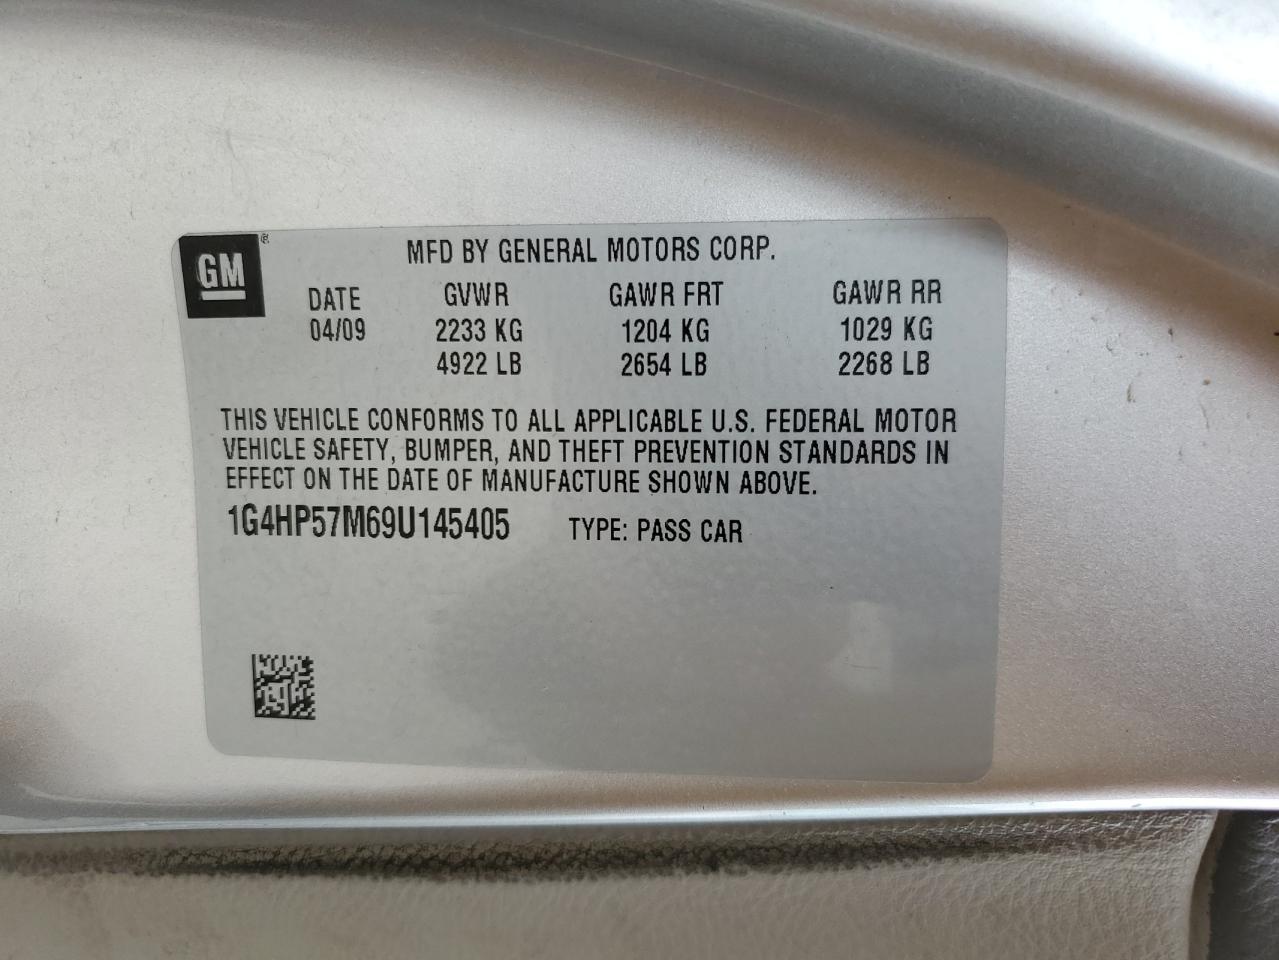 GM ®
MFD BY GENERAL MOTORS CORP.
DATE GVWR GAWR FRT GAWR RR
04/09 2233 KG 1204 KG 1029 KG
4922 LB 2654 LB 2268 LB
THIS VEHICLE CONFORMS TO ALL APPLICABLE U.S. FEDERAL MOTOR
VEHICLE SAFETY, BUMPER, AND THEFT PREVENTION STANDARDS IN
EFFECT ON THE DATE OF MANUFACTURE SHOWN ABOVE.
1G4HP57M69U145405 TYPE: PASS CAR